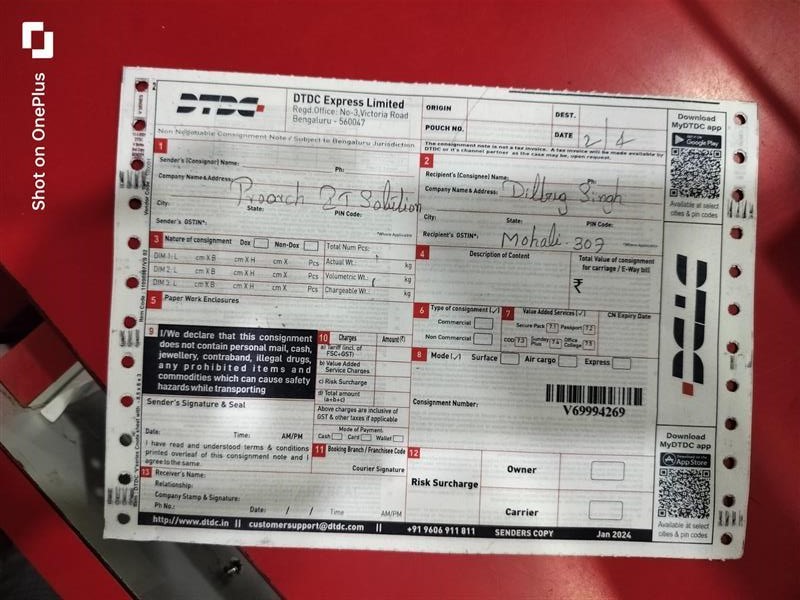 Shot on OnePlus
DTDC
DTDC Express Limited
Regd.Office: No-3,Victoria Road
Bengaluru - 560047
Non Negotiable Consignment Note / Subject to Bengaluru Jurisdiction
ORIGIN
DEST.
POUCH NO.
DATE 2/4
The consignment note is not a tax invoice. A tax invoice will be made available by
DTDC or it's channel partner as the case may be, upon request.
Download
MyDTDC app
Google Play
Available at select
cities & pin codes
1
Sender's (Consignor) Name:
Ph:
Company Name & Address: Proarch IT Solution
City:
State:
PIN Code:
Sender's GSTIN*:
*Where Applicable
2
Recipient's (Consignee) Name:
Ph:
Company Name & Address: Dilbrg Singh
City:
State:
PIN Code:
Recipient's GSTIN*: Mohali-307
*Where Applicable
3 Nature of consignment Dox Non-Dox
Total Num Pcs:
DIM 1: L cm X B cm X H cm X Pcs
Actual Wt.: kg
DIM 2: L cm X B cm X H cm X Pcs
Volumetric Wt.: kg
DIM 3: L cm X B cm X H cm X Pcs
Chargeable Wt.: kg
4 Description of Content
Total Value of consignment
for carriage / E-Way bill
₹
5 Paper Work Enclosures
6 Type of consignment (✓)
Commercial
Non Commercial
7 Value Added Services (✓)
CN Expiry Date
Secure Pack 7.1 Passport 7.2
COD 7.3 Sunday Plus 7.4 Office College 7.5
8 Mode (✓) Surface Air cargo Express
9 I/We declare that this consignment
does not contain personal mail, cash,
jewellery, contraband, illegal drugs,
any prohibited items and
commodities which can cause safety
hazards while transporting
Sender's Signature & Seal
Date: Time: AM/PM
I have read and understood terms & conditions
printed overleaf of this consignment note and I
agree to the same.
10 Charges Amount (₹)
a) Tariff (incl. of
FSC+GST)
b) Value Added
Service Charges
c) Risk Surcharge
d) Total amount
(a+b+c)
Above charges are inclusive of
GST & other taxes if applicable
Mode of Payment
Cash Card Wallet
11 Booking Branch / Franchisee Code
Courier Signature
Consignment Number:
V69994269
12
Risk Surcharge
Owner
Carrier
13 Receiver's Name:
Relationship:
Company Stamp & Signature:
Ph No.: Date: / / Time AM/PM
DTDC
Download
MyDTDC app
App Store
Available at select
cities & pin codes
http://www.dtdc.in || customersupport@dtdc.com || +91 9606 911 811 SENDERS COPY Jan 2024